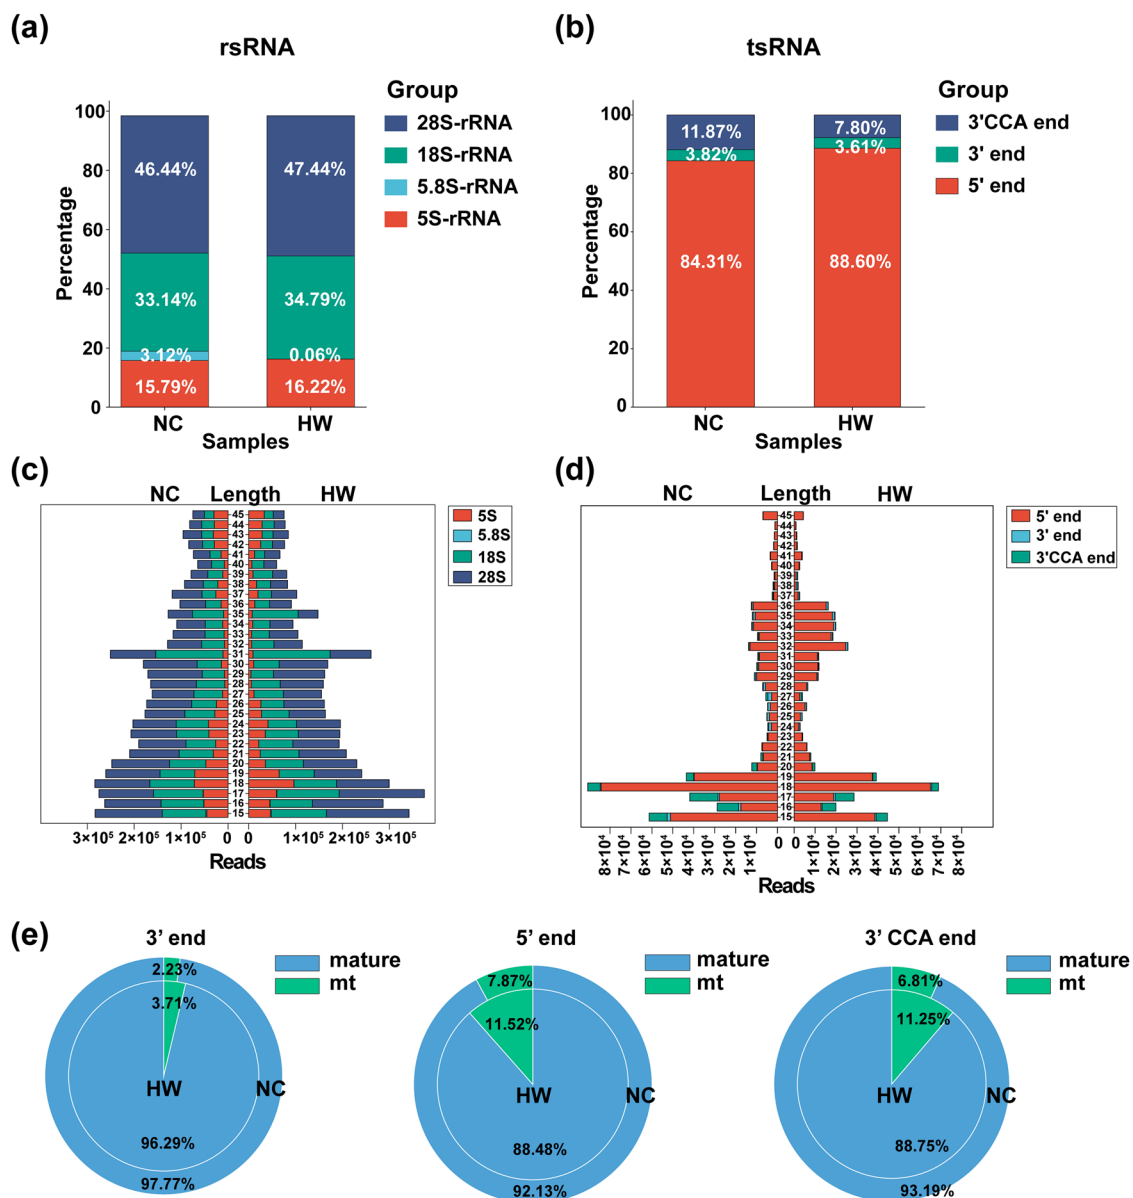 (a)
rsRNA
Group
28S-rRNA
18S-rRNA
5.8S-rRNA
5S-rRNA
Percentage
100
80
60
40
20
0
46.44%
47.44%
33.14%
34.79%
3.12%
0.06%
15.79%
16.22%
NC
HW
Samples
(b)
tsRNA
Group
3'CCA end
3' end
5' end
Percentage
100
80
60
40
20
0
11.87%
7.80%
3.82%
3.61%
84.31%
88.60%
NC
HW
Samples
(c)
NC Length HW
5S
5.8S
18S
28S
45
44
43
42
41
40
39
38
37
36
35
34
33
32
31
30
29
28
27
26
25
24
23
22
21
20
19
18
17
16
15
3×10⁵ 2×10⁵ 1×10⁵ 0 0 1×10⁵ 2×10⁵ 3×10⁵
Reads
(d)
NC Length HW
5' end
3' end
3'CCA end
45
44
43
42
41
40
39
38
37
36
35
34
33
32
31
30
29
28
27
26
25
24
23
22
21
20
19
18
17
16
15
8×10⁴ 7×10⁴ 6×10⁴ 5×10⁴ 4×10⁴ 3×10⁴ 2×10⁴ 1×10⁴ 0 0 1×10⁴ 2×10⁴ 3×10⁴ 4×10⁴ 5×10⁴ 6×10⁴ 7×10⁴ 8×10⁴
Reads
(e)
3’ end
mature
mt
2.23%
3.71%
HW
NC
96.29%
97.77%
5’ end
mature
mt
7.87%
11.52%
HW
NC
88.48%
92.13%
3’ CCA end
mature
mt
6.81%
11.25%
HW
NC
88.75%
93.19%